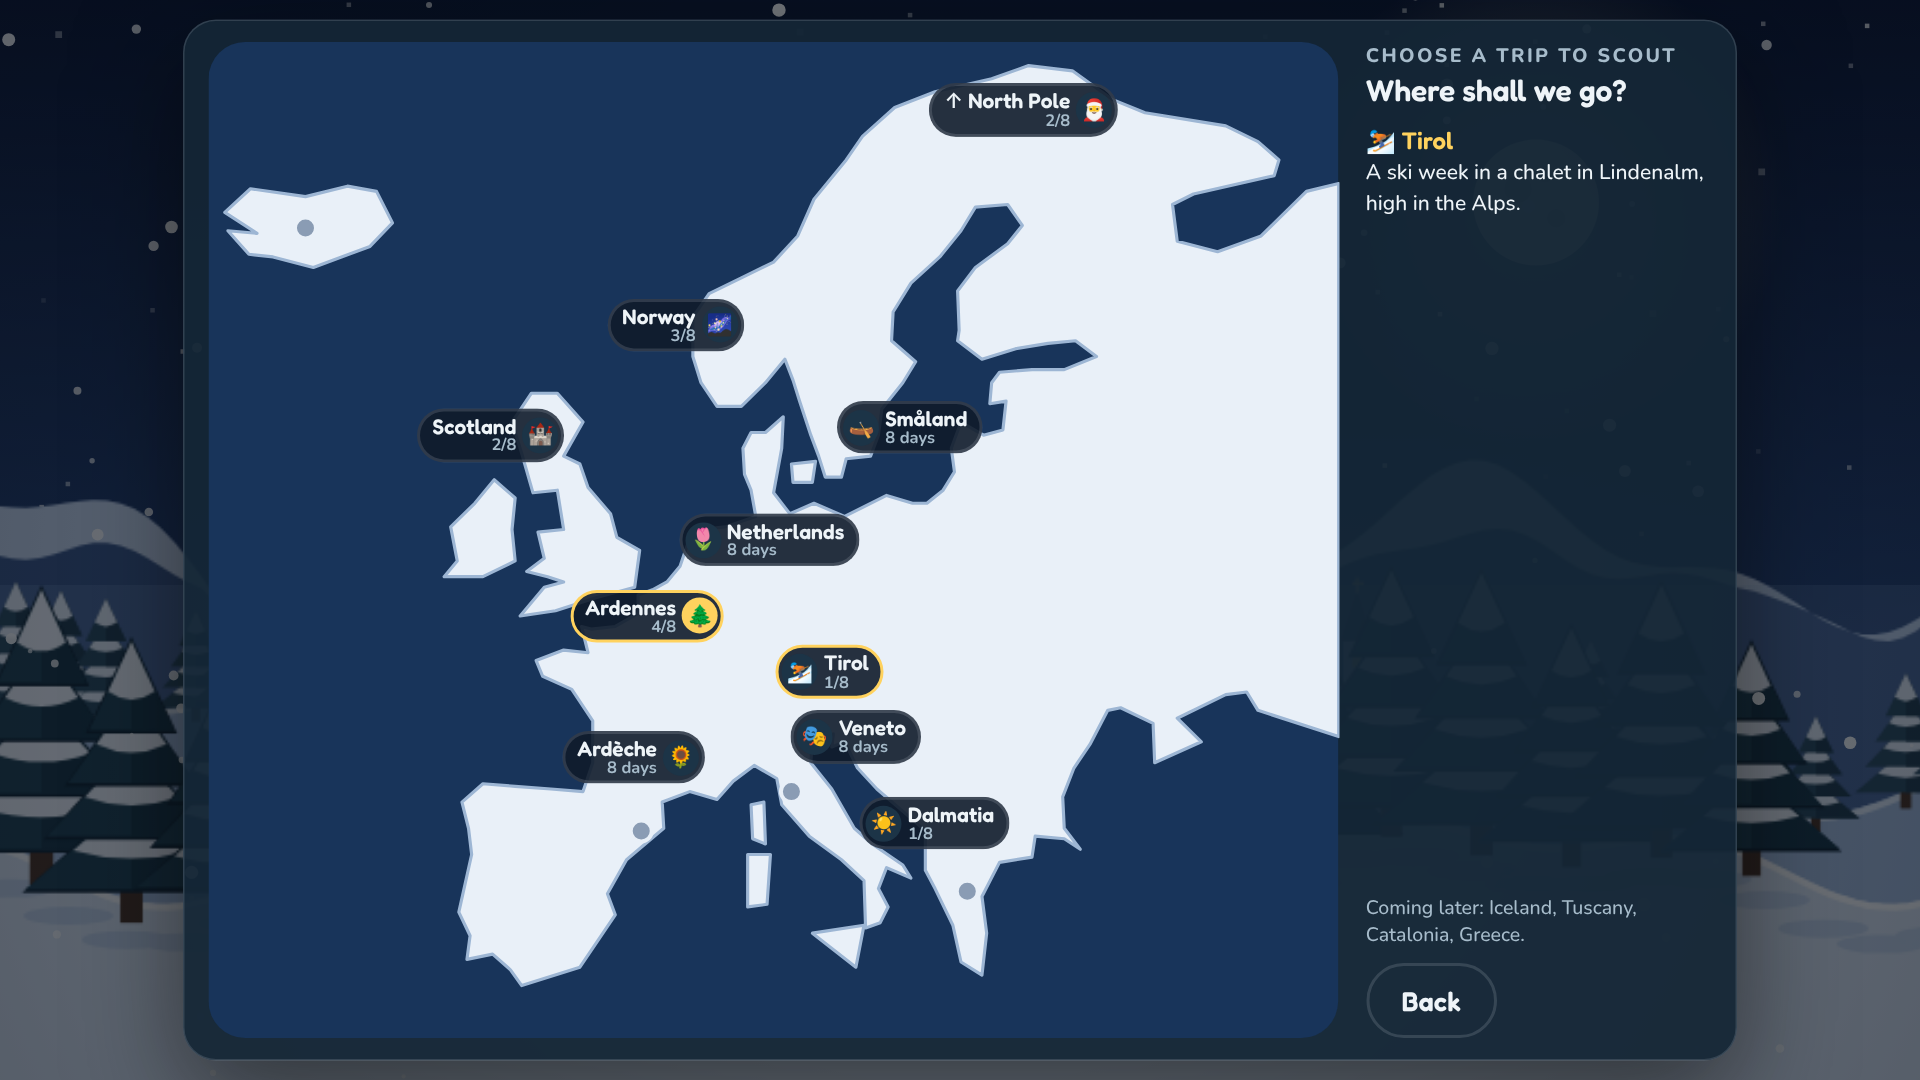 ↑ North Pole
2/8
Norway
3/8
Scotland
2/8
Småland
8 days
Netherlands
8 days
Ardennes
4/8
Tirol
1/8
Veneto
8 days
Ardèche
8 days
Dalmatia
1/8
CHOOSE A TRIP TO SCOUT
Where shall we go?
Tirol
A ski week in a chalet in Lindenalm,
high in the Alps.
Coming later: Iceland, Tuscany,
Catalonia, Greece.
Back